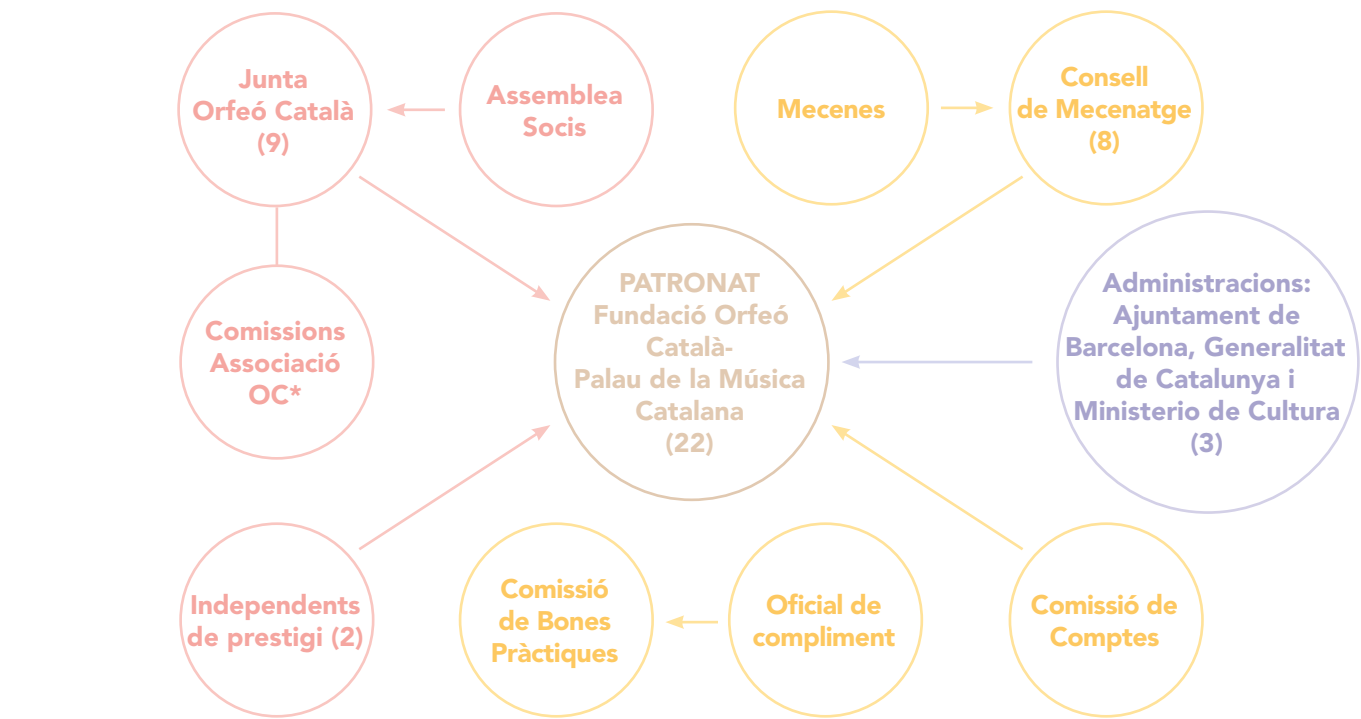 Junta
Orfeó Català
(9)
Assemblea
Socis
Mecenes
Consell
de Mecenatge
(8)
Comissions
Associació
OC*
PATRONAT
Fundació Orfeó
Català-
Palau de la Música
Catalana
(22)
Administracions:
Ajuntament de
Barcelona, Generalitat
de Catalunya i
Ministerio de Cultura
(3)
Independents
de prestigi (2)
Comissió
de Bones
Pràctiques
Oficial de
compliment
Comissió de
Comptes